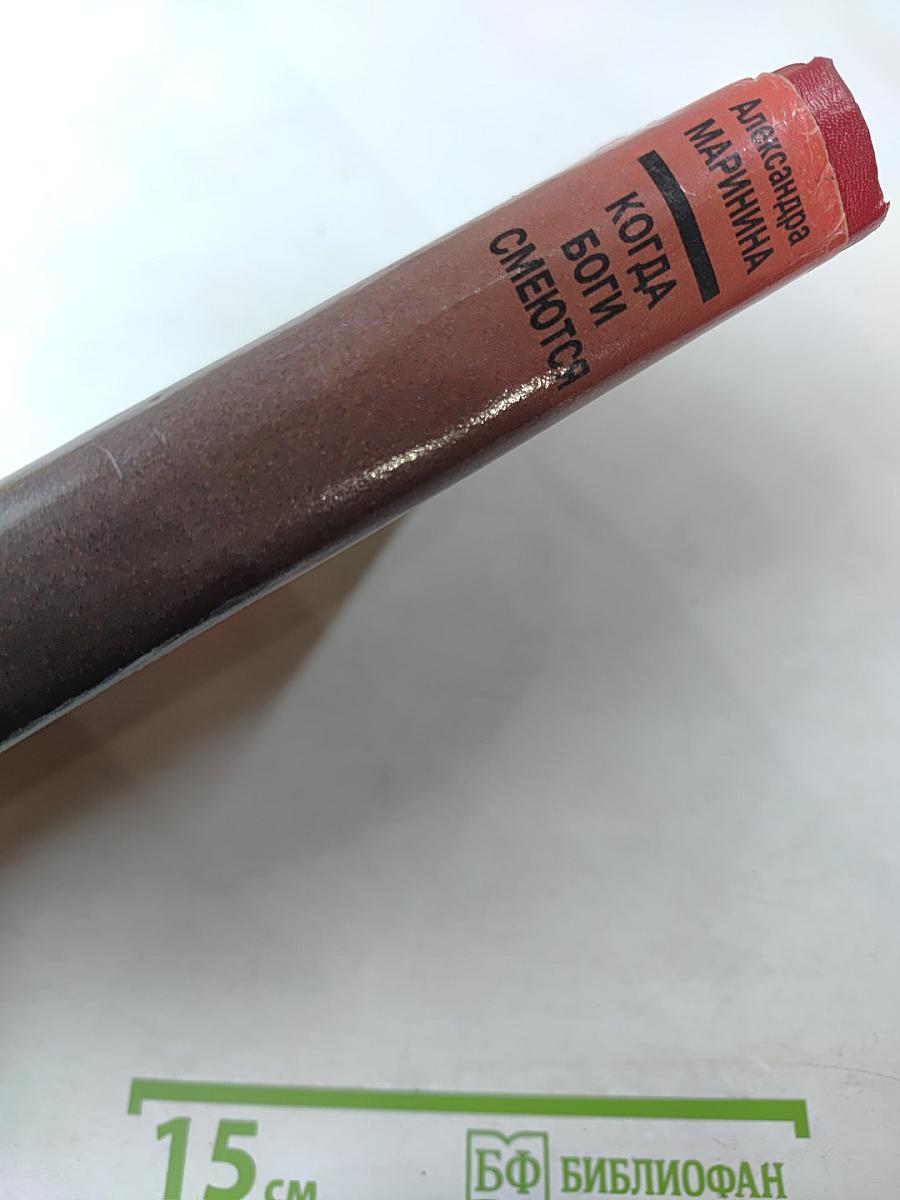 Александра
МАРИНИНА
КОГДА
БОГИ
СМЕЮТСЯ
15 см
БФ БИБЛИОФАН